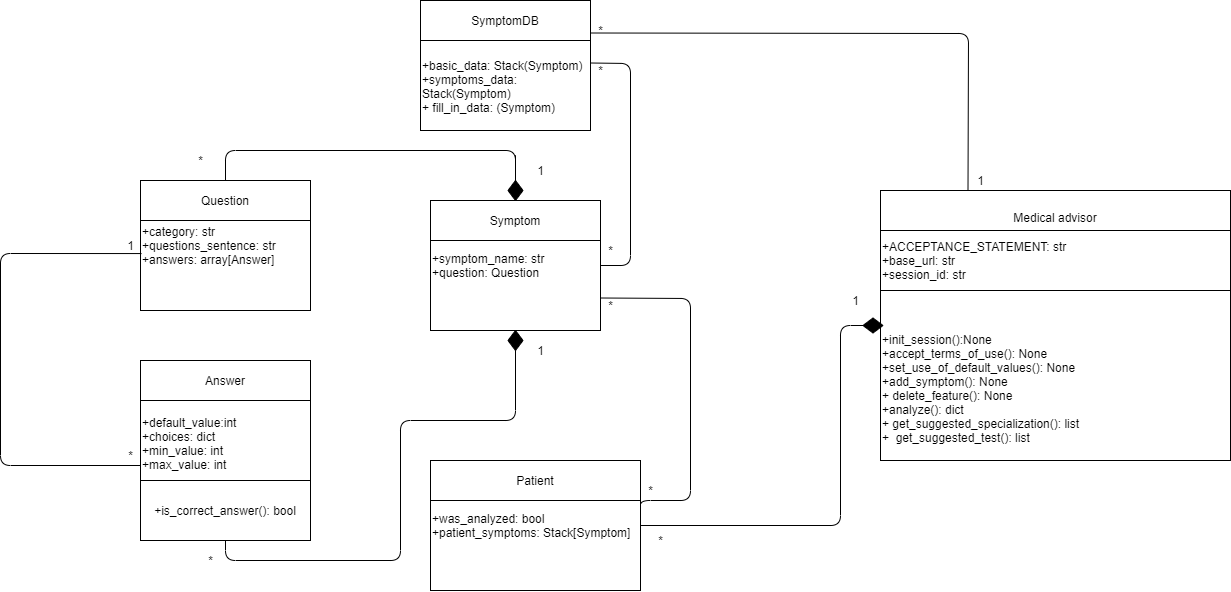 SymptomDB
+basic_data: Stack(Symptom)
+symptoms_data:
Stack(Symptom)
+ fill_in_data: (Symptom)
*
*
*
1
1
Question
+category: str
+questions_sentence: str
+answers: array[Answer]
1
Symptom
+symptom_name: str
+question: Question
*
*
1
Medical advisor
+ACCEPTANCE_STATEMENT: str
+base_url: str
+session_id: str
1
+init_session():None
+accept_terms_of_use(): None
+set_use_of_default_values(): None
+add_symptom(): None
+ delete_feature(): None
+analyze(): dict
+ get_suggested_specialization(): list
+  get_suggested_test(): list
Answer
+default_value:int
+choices: dict
+min_value: int
+max_value: int
*
+is_correct_answer(): bool
*
Patient
+was_analyzed: bool
+patient_symptoms: Stack[Symptom]
*
*